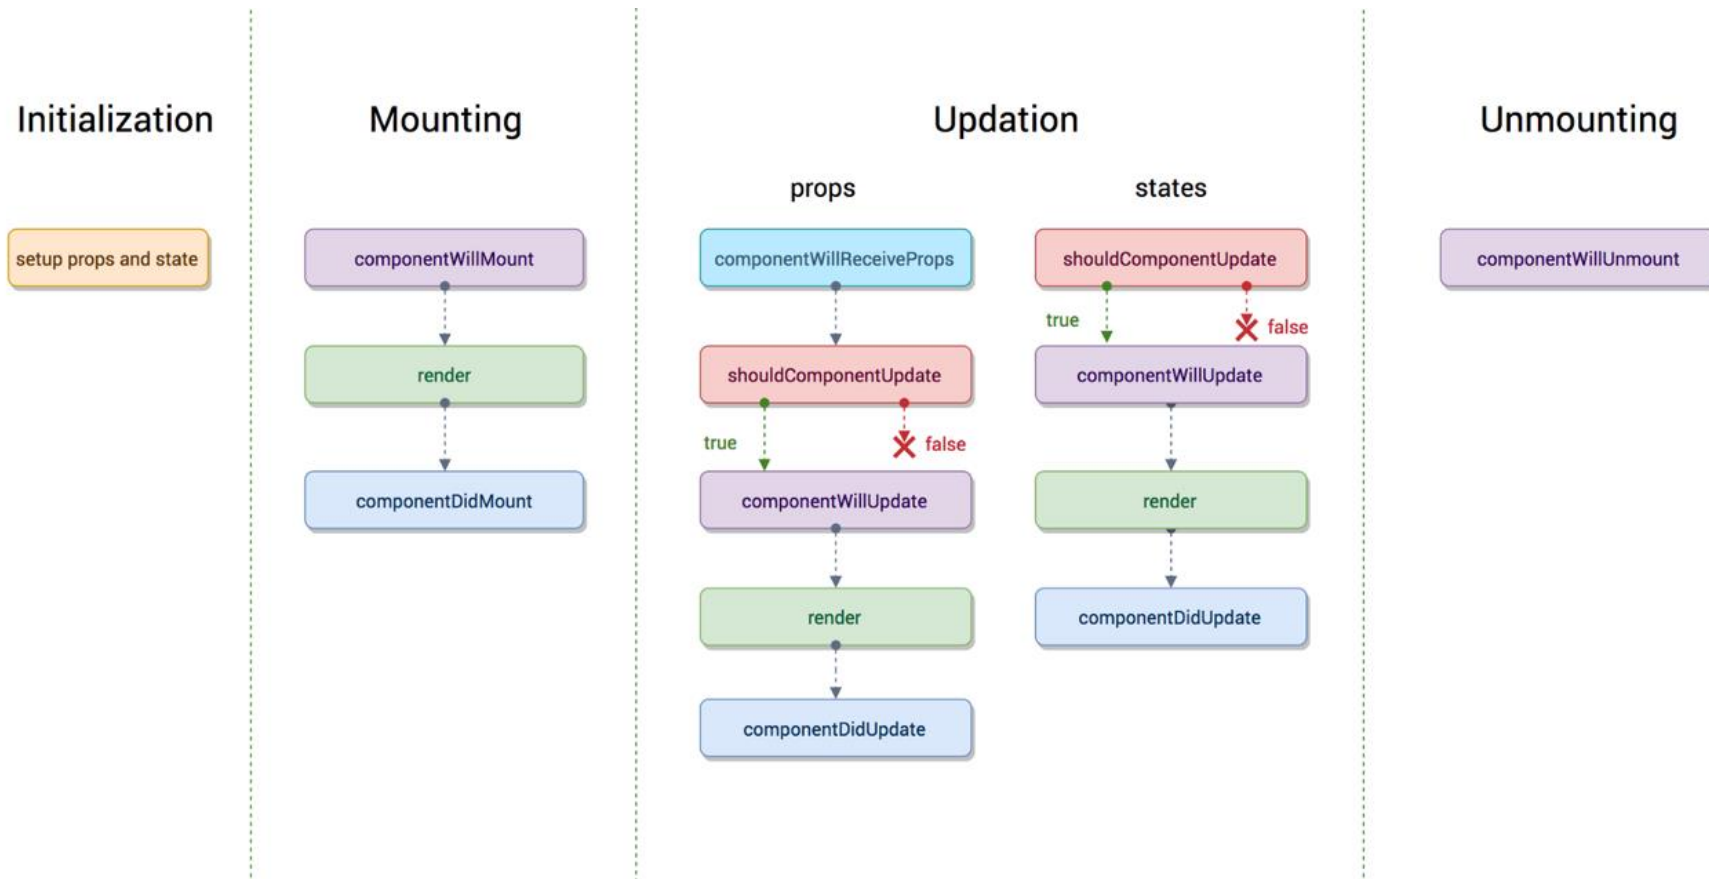 Initialization
Mounting
Updation
Unmounting
props
states
setup props and state
componentWillMount
render
componentDidMount
componentWillReceiveProps
shouldComponentUpdate
true
false
componentWillUpdate
render
componentDidUpdate
shouldComponentUpdate
true
false
componentWillUpdate
render
componentDidUpdate
componentWillUnmount